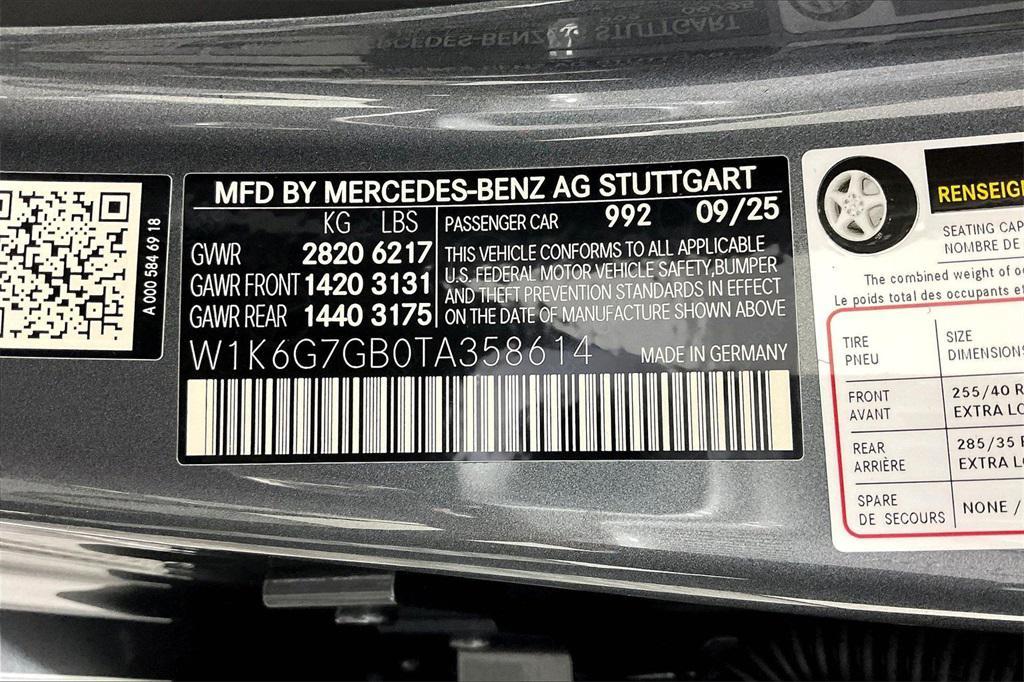 A 000 584 69 18
MFD BY MERCEDES-BENZ AG STUTTGART
KG LBS
GVWR 2820 6217
GAWR FRONT 1420 3131
GAWR REAR 1440 3175
PASSENGER CAR 992 09/25
THIS VEHICLE CONFORMS TO ALL APPLICABLE
U.S. FEDERAL MOTOR VEHICLE SAFETY,BUMPER
AND THEFT PREVENTION STANDARDS IN EFFECT
ON THE DATE OF MANUFACTURE SHOWN ABOVE
W1K6G7GB0TA358614 MADE IN GERMANY
SEATING
NOMBRE DE
The combined weight of
Le poids total des occupants
TIRE SIZE
PNEU DIMENSIONS
FRONT 255/40 R
AVANT EXTRA
REAR 285/35
ARRIÈRE EXTRA
SPARE NONE /
DE SECOURS